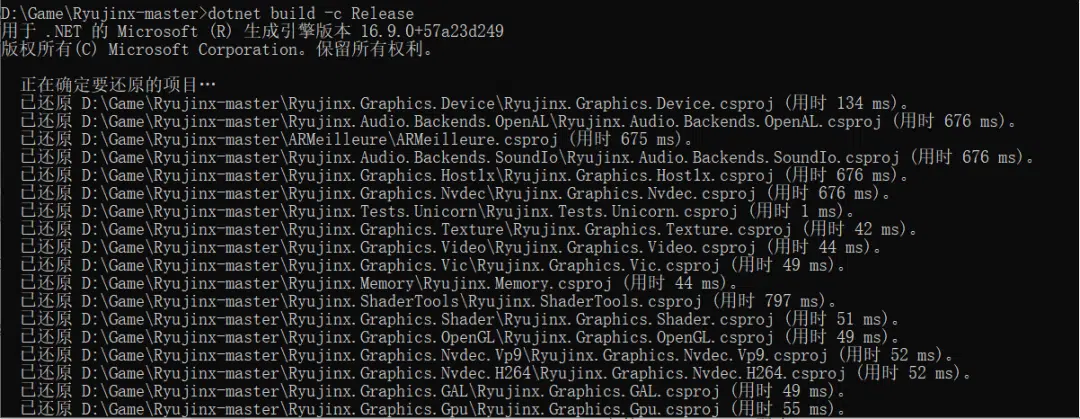 D:\Game\Ryujinx-master>dotnet build -c Release
用于 .NET 的 Microsoft (R) 生成引擎版本 16.9.0+57a23d249
版权所有(C) Microsoft Corporation。保留所有权利。
正在确定要还原的项目…
已还原 D:\Game\Ryujinx-master\Ryujinx.Graphics.Device\Ryujinx.Graphics.Device.csproj (用时 134 ms)。
已还原 D:\Game\Ryujinx-master\Ryujinx.Audio.Backends.OpenAL\Ryujinx.Audio.Backends.OpenAL.csproj (用时 676 ms)。
已还原 D:\Game\Ryujinx-master\ARMeilleure\ARMeilleure.csproj (用时 675 ms)。
已还原 D:\Game\Ryujinx-master\Ryujinx.Audio.Backends.SoundIo\Ryujinx.Audio.Backends.SoundIo.csproj (用时 676 ms)。
已还原 D:\Game\Ryujinx-master\Ryujinx.Graphics.Host1x\Ryujinx.Graphics.Host1x.csproj (用时 676 ms)。
已还原 D:\Game\Ryujinx-master\Ryujinx.Graphics.Nvdec\Ryujinx.Graphics.Nvdec.csproj (用时 676 ms)。
已还原 D:\Game\Ryujinx-master\Ryujinx.Tests.Unicorn\Ryujinx.Tests.Unicorn.csproj (用时 1 ms)。
已还原 D:\Game\Ryujinx-master\Ryujinx.Graphics.Texture\Ryujinx.Graphics.Texture.csproj (用时 42 ms)。
已还原 D:\Game\Ryujinx-master\Ryujinx.Graphics.Video\Ryujinx.Graphics.Video.csproj (用时 44 ms)。
已还原 D:\Game\Ryujinx-master\Ryujinx.Graphics.Vic\Ryujinx.Graphics.Vic.csproj (用时 49 ms)。
已还原 D:\Game\Ryujinx-master\Ryujinx.Memory\Ryujinx.Memory.csproj (用时 44 ms)。
已还原 D:\Game\Ryujinx-master\Ryujinx.ShaderTools\Ryujinx.ShaderTools.csproj (用时 797 ms)。
已还原 D:\Game\Ryujinx-master\Ryujinx.Graphics.Shader\Ryujinx.Graphics.Shader.csproj (用时 51 ms)。
已还原 D:\Game\Ryujinx-master\Ryujinx.Graphics.OpenGL\Ryujinx.Graphics.OpenGL.csproj (用时 49 ms)。
已还原 D:\Game\Ryujinx-master\Ryujinx.Graphics.Nvdec.Vp9\Ryujinx.Graphics.Nvdec.Vp9.csproj (用时 52 ms)。
已还原 D:\Game\Ryujinx-master\Ryujinx.Graphics.Nvdec.H264\Ryujinx.Graphics.Nvdec.H264.csproj (用时 52 ms)。
已还原 D:\Game\Ryujinx-master\Ryujinx.Graphics.GAL\Ryujinx.Graphics.GAL.csproj (用时 49 ms)。
已还原 D:\Game\Ryujinx-master\Ryujinx.Graphics.Gpu\Ryujinx.Graphics.Gpu.csproj (用时 55 ms)。